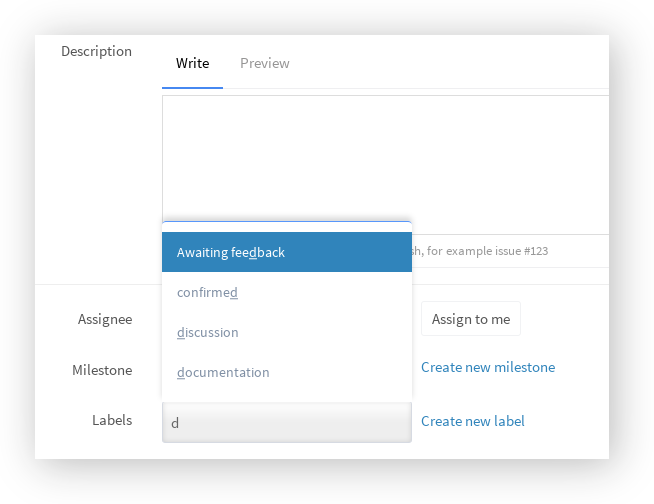 Description
Write Preview
Awaiting feedback
sh, for example issue #123
confirmed
Assignee
Assign to me
discussion
Milestone
documentation
Create new milestone
Labels
d
Create new label